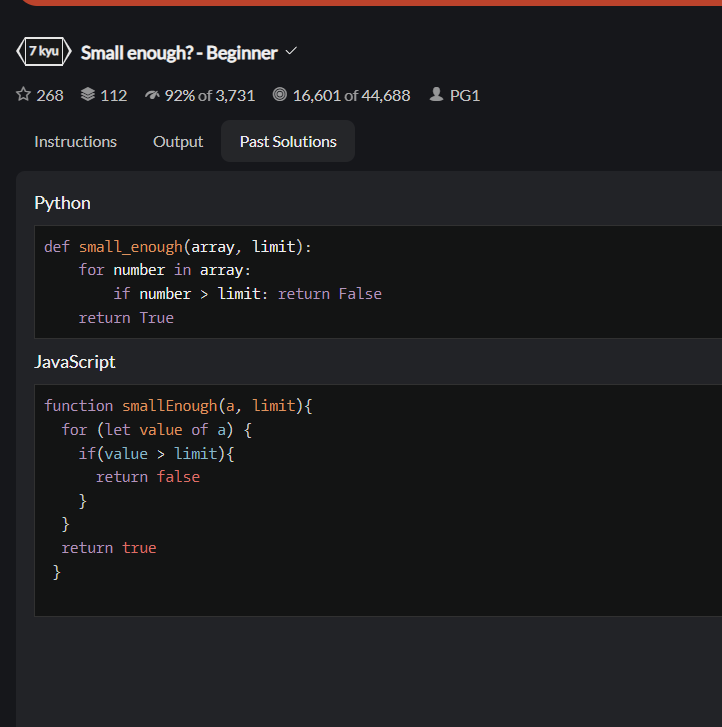 7 kyu Small enough? - Beginner
268 112 92% of 3,731 16,601 of 44,688 PG1
Instructions Output Past Solutions
Python
def small_enough(array, limit):
    for number in array:
        if number > limit: return False
    return True
JavaScript
function smallEnough(a, limit){
  for (let value of a) {
    if(value > limit){
      return false
    }
  }
  return true
 }